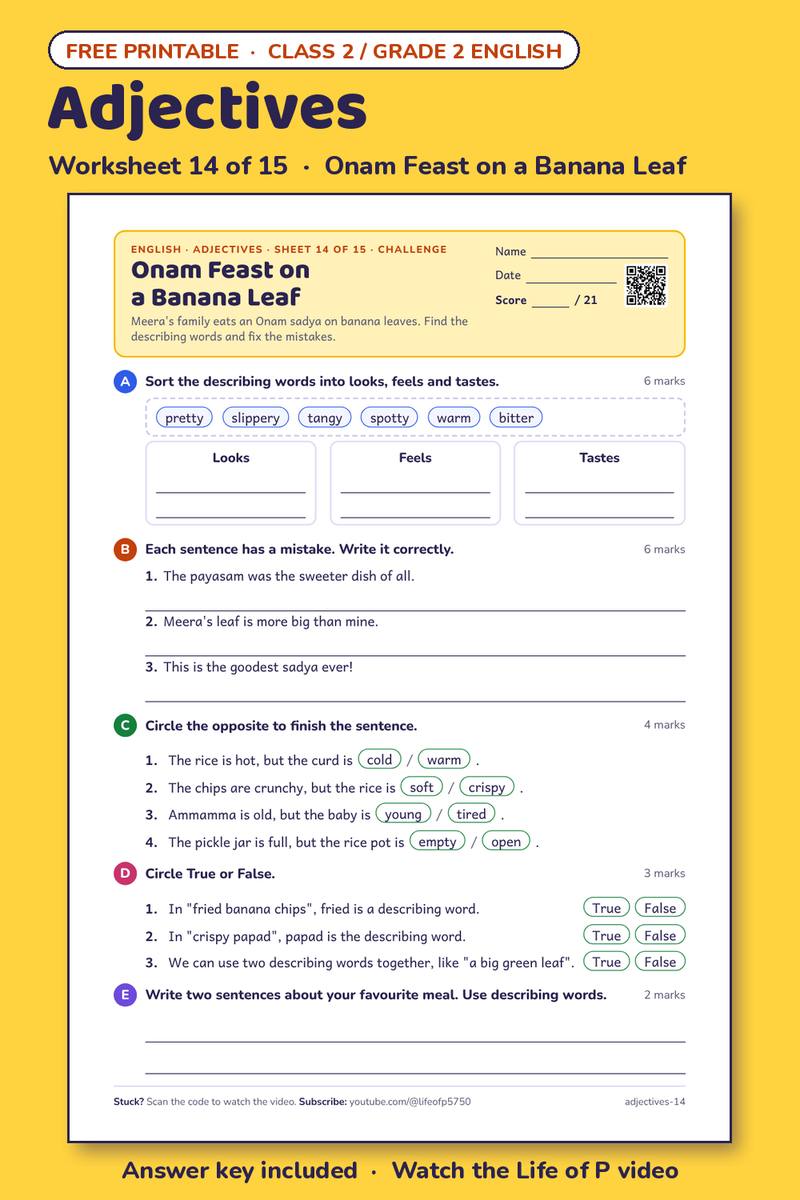 FREE PRINTABLE · CLASS 2 / GRADE 2 ENGLISH
Adjectives
Worksheet 14 of 15 · Onam Feast on a Banana Leaf
ENGLISH · ADJECTIVES · SHEET 14 OF 15 · CHALLENGE
Onam Feast on
a Banana Leaf
Meera's family eats an Onam sadya on banana leaves. Find the
describing words and fix the mistakes.
Name
Date
Score ____ / 21
A Sort the describing words into looks, feels and tastes. 6 marks
pretty slippery tangy spotty warm bitter
Looks Feels Tastes
B Each sentence has a mistake. Write it correctly. 6 marks
1. The payasam was the sweeter dish of all.
2. Meera's leaf is more big than mine.
3. This is the goodest sadya ever!
C Circle the opposite to finish the sentence. 4 marks
1. The rice is hot, but the curd is cold / warm .
2. The chips are crunchy, but the rice is soft / crispy .
3. Ammamma is old, but the baby is young / tired .
4. The pickle jar is full, but the rice pot is empty / open .
D Circle True or False. 3 marks
1. In "fried banana chips", fried is a describing word. True False
2. In "crispy papad", papad is the describing word. True False
3. We can use two describing words together, like "a big green leaf". True False
E Write two sentences about your favourite meal. Use describing words. 2 marks
Stuck? Scan the code to watch the video. Subscribe: youtube.com/@lifeofp5750 adjectives-14
Answer key included · Watch the Life of P video